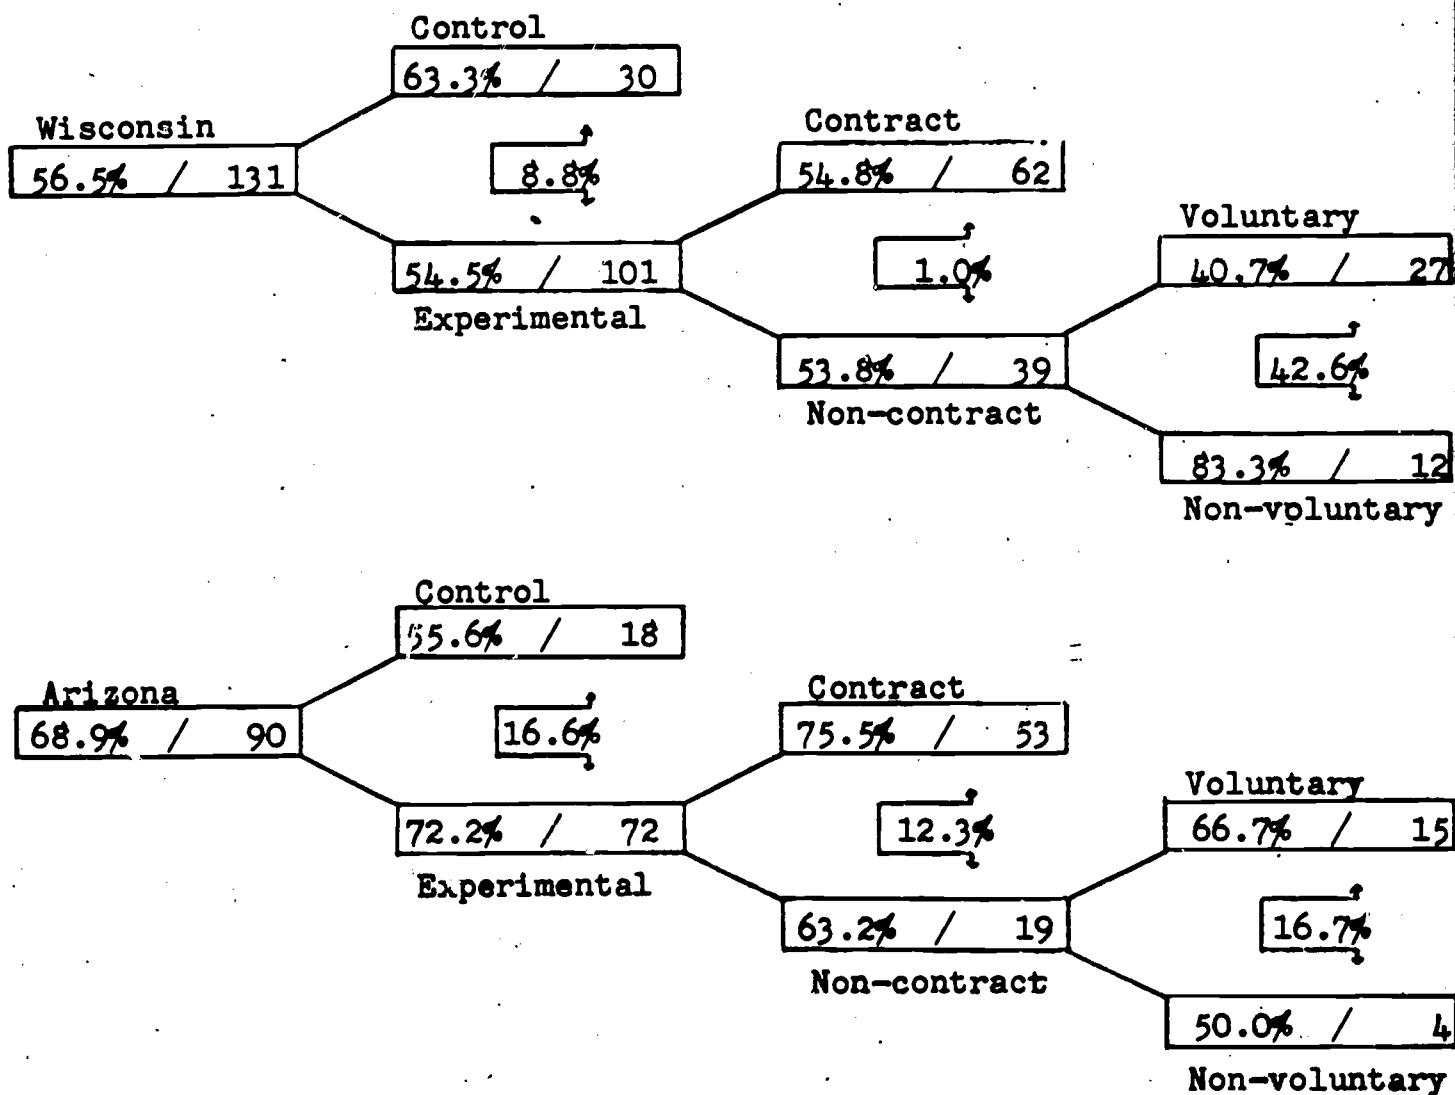 Control
63.3% / 30
Wisconsin
56.5% / 131
8.8%
Contract
54.8% / 62
54.5% / 101
Experimental
1.0%
Voluntary
40.7% / 27
53.8% / 39
Non-contract
42.6%
83.3% / 12
Non-voluntary
Control
55.6% / 18
Arizona
68.9% / 90
16.6%
Contract
75.5% / 53
72.2% / 72
Experimental
12.3%
Voluntary
66.7% / 15
63.2% / 19
Non-contract
16.7%
50.0% / 4
Non-voluntary